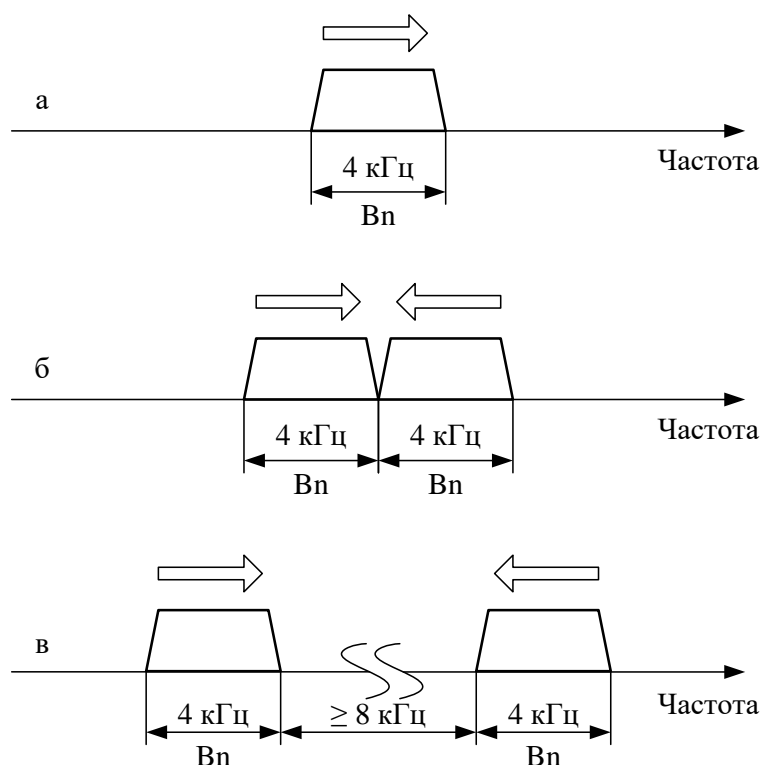 а
Частота
4 кГц
Bn
б
Частота
4 кГц 4 кГц
Bn Bn
в
Частота
4 кГц ≥ 8 кГц 4 кГц
Bn Bn